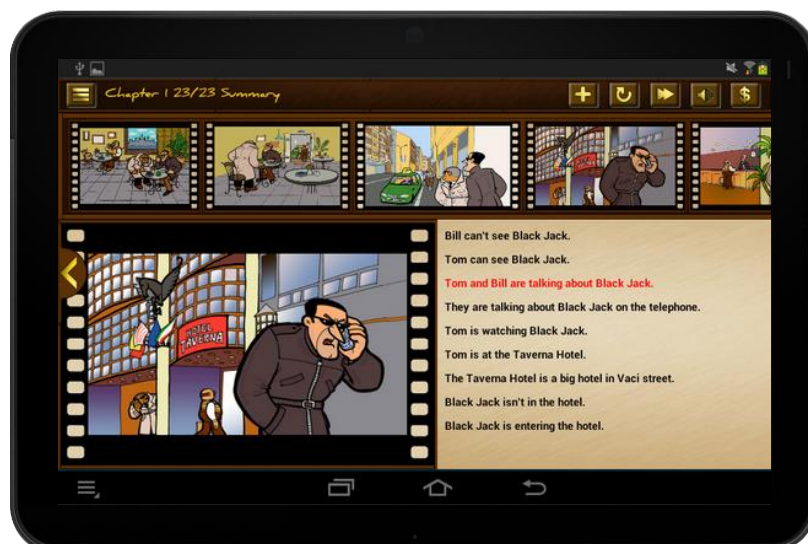 Chapter 1 23/23 Summary
$
HOTEL
TAVERNA
HOTEL
TAVERNA
Bill can't see Black Jack.
Tom can see Black Jack.
Tom and Bill are talking about Black Jack.
They are talking about Black Jack on the telephone.
Tom is watching Black Jack.
Tom is at the Taverna Hotel.
The Taverna Hotel is a big hotel in Vaci street.
Black Jack isn't in the hotel.
Black Jack is entering the hotel.